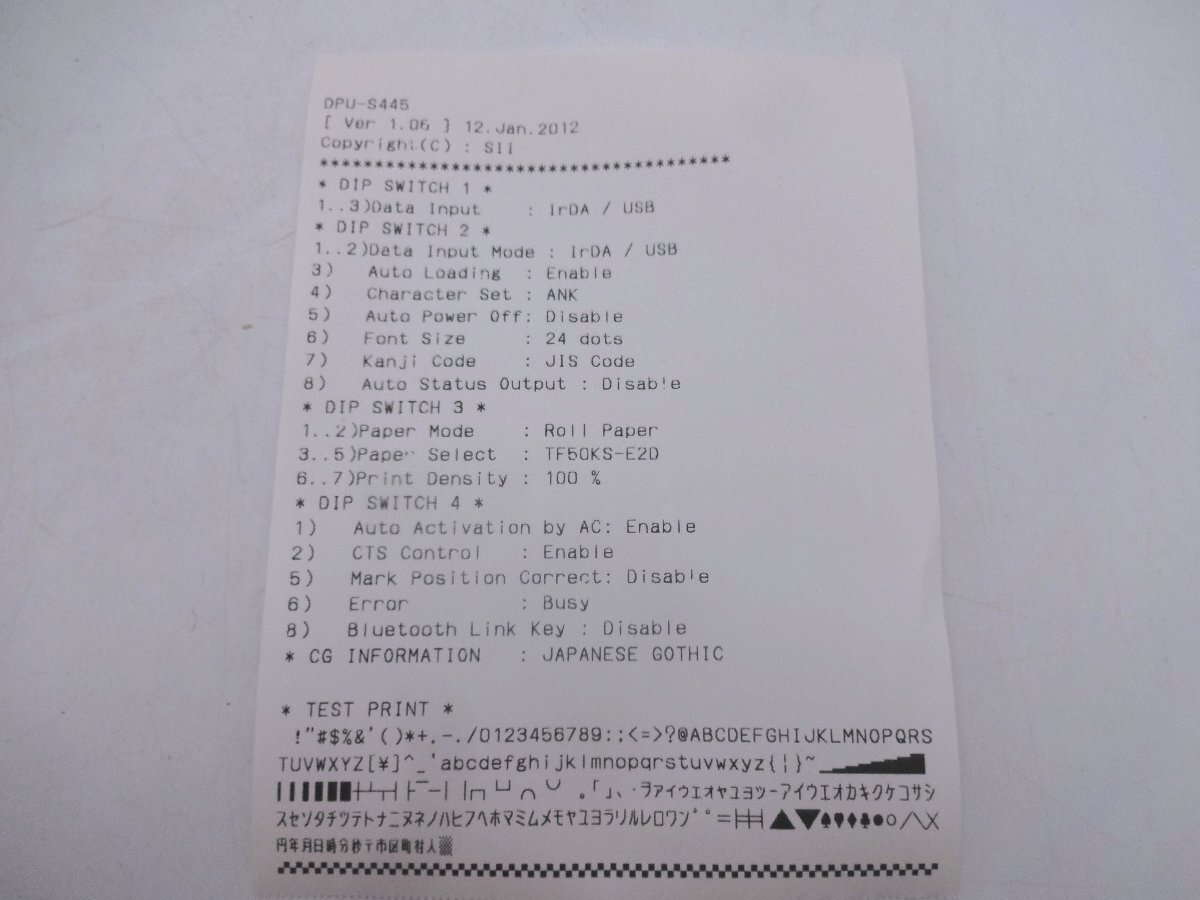 DPU-S445
[ Ver 1.06 ] 12.Jan.2012
Copyright(C) : SII
**************************************
* DIP SWITCH 1 *
1..3)Data Input    : IrDA / USB
* DIP SWITCH 2 *
1..2)Data Input Mode : IrDA / USB
3)   Auto Loading  : Enable
4)   Character Set : ANK
5)   Auto Power Off: Disable
6)   Font Size     : 24 dots
7)   Kanji Code    : JIS Code
8)   Auto Status Output : Disable
* DIP SWITCH 3 *
1..2)Paper Mode    : Roll Paper
3..5)Paper Select  : TF50KS-E2D
6..7)Print Density : 100 %
* DIP SWITCH 4 *
1)   Auto Activation by AC: Enable
2)   CTS Control   : Enable
5)   Mark Position Correct: Disable
6)   Error         : Busy
8)   Bluetooth Link Key : Disable
* CG INFORMATION   : JAPANESE GOTHIC
* TEST PRINT *
!"#$%&'()*+,-./0123456789:;<=>?@ABCDEFGHIJKLMNOPQRS
TUVWXYZ[¥]^_'abcdefghijklmnopqrstuvwxyz{¦}~
。「」、・ヲァィゥェォャュョッーアイウエオカキクケコサシ
スセソタチツテトナニヌネノハヒフヘホマミムメモヤユヨラリルレロワン゛゜=╪▲▼♠♥♦♣●○╱╲╳
円年月日時分秒〒市区町村人▒